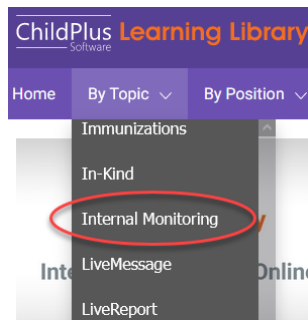 ChildPlus Learning Library
Software
Home By Topic By Position
Immunizations
In-Kind
Internal Monitoring
LiveMessage
LiveReport